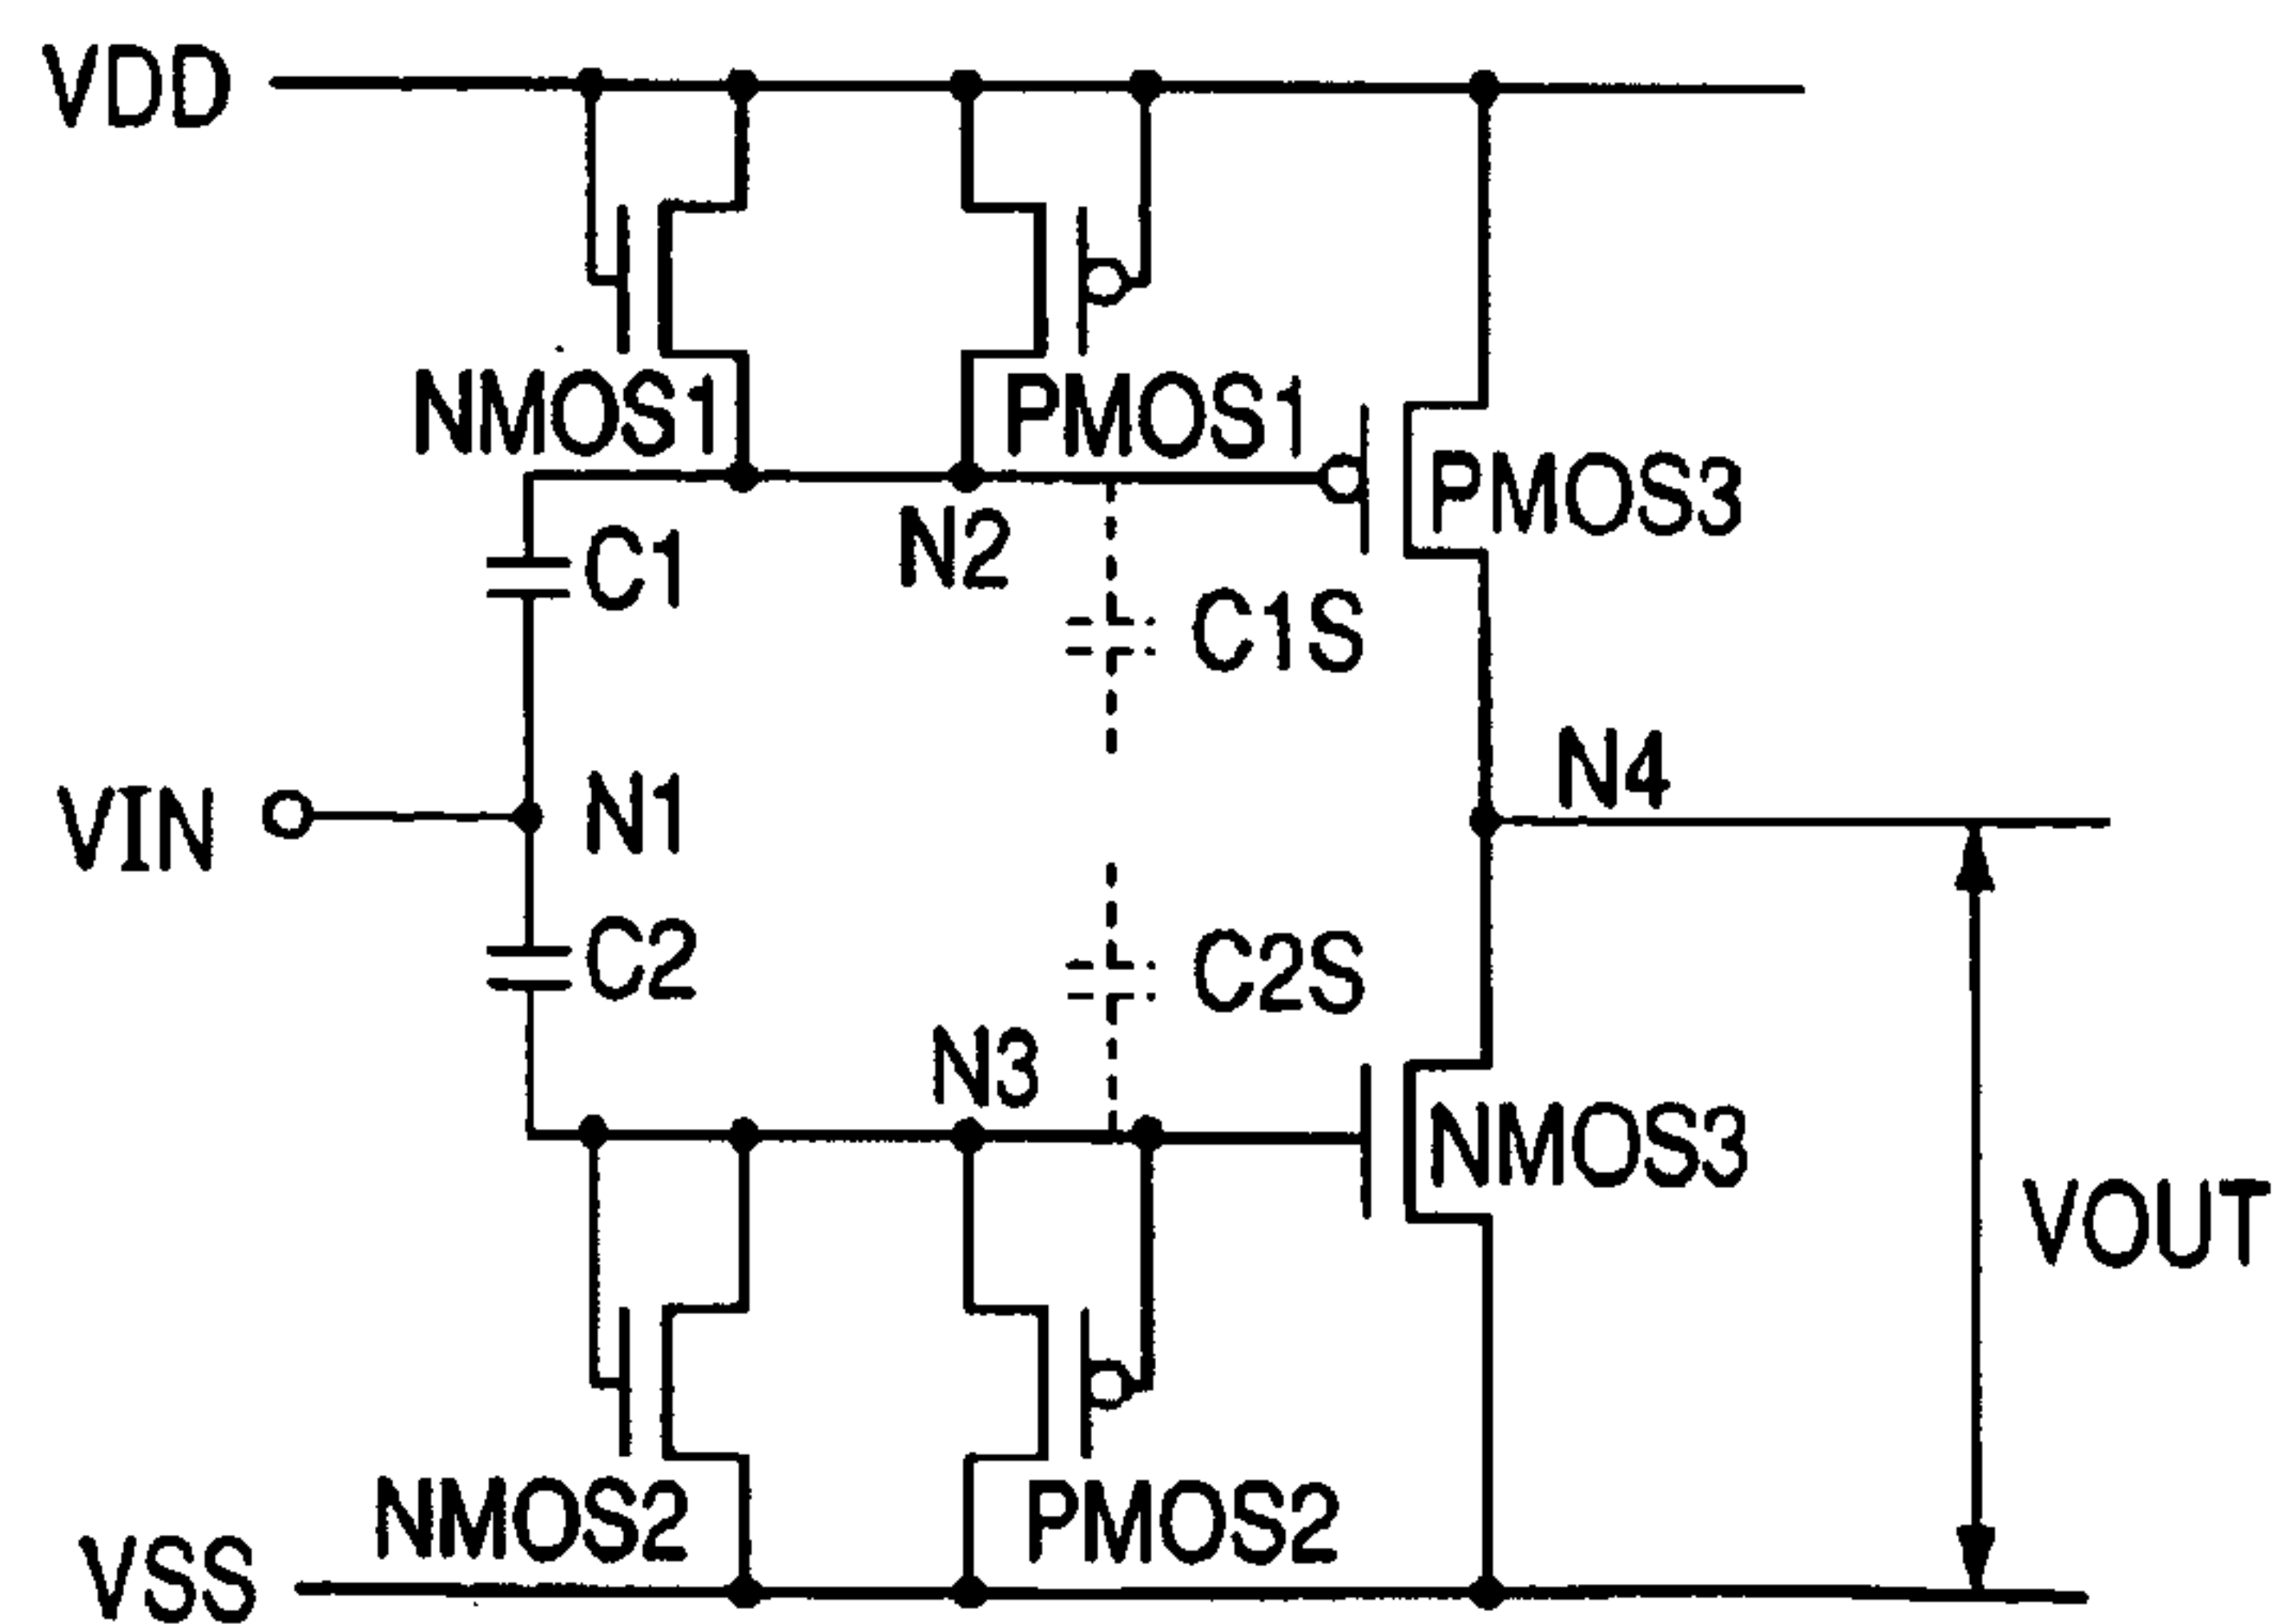 VDD
NMOS1
PMOS1
PMOS3
N2
C1
C1S
N4
VIN
N1
C2
C2S
N3
NMOS3
VOUT
NMOS2
PMOS2
VSS